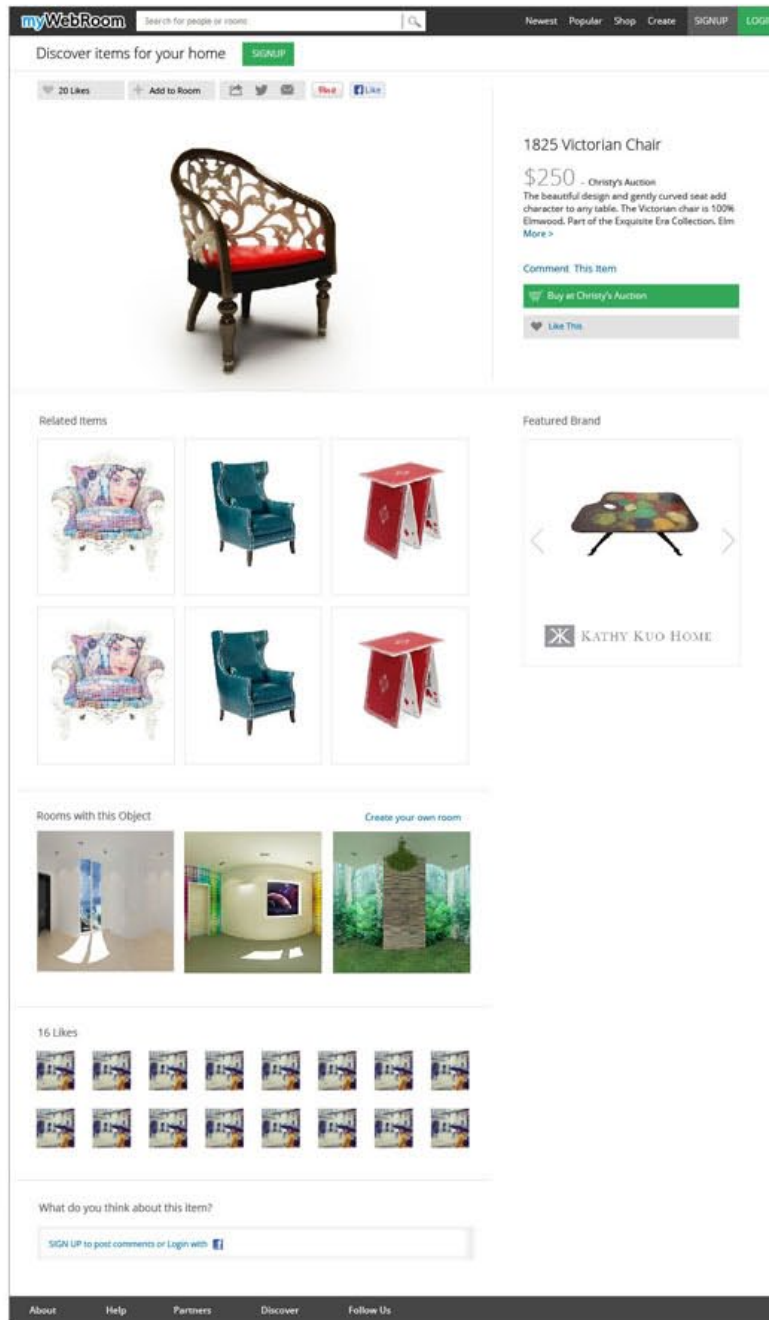 myWebRoom Search for people or rooms Newest Popular Shop Create SIGNUP LOGIN
Discover items for your home SIGNUP
20 Likes Add to Room Pin it Like
1825 Victorian Chair
$250 - Christy's Auction
The beautiful design and gently curved seat add
character to any table. The Victorian chair is 100%
Elmwood. Part of the Exquisite Era Collection. Elm
More >
Comment This Item
Buy at Christy's Auction
Like This
Related Items
Featured Brand
KATHY KUO HOME
Rooms with this Object Create your own room
16 Likes
What do you think about this item?
SIGN UP to post comments or Login with
About Help Partners Discover Follow Us